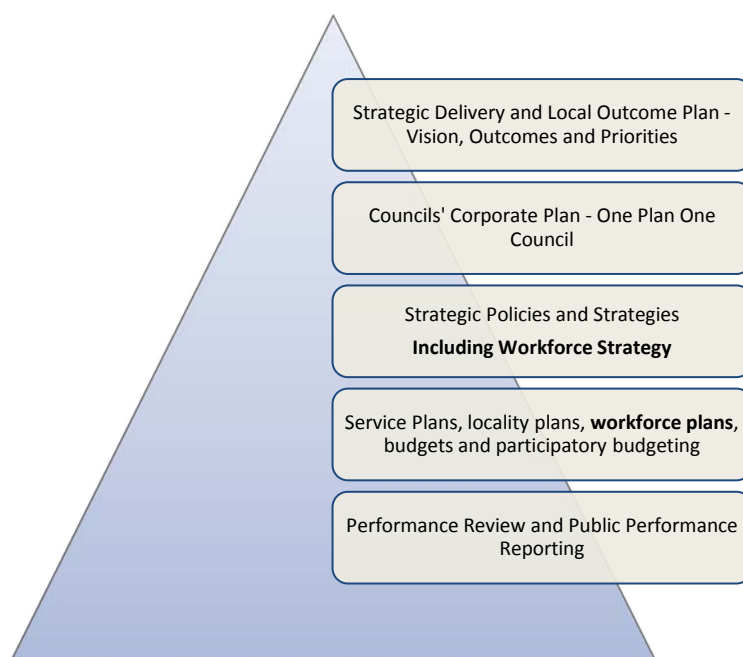 Strategic Delivery and Local Outcome Plan -
Vision, Outcomes and Priorities
Councils' Corporate Plan - One Plan One
Council
Strategic Policies and Strategies
Including Workforce Strategy
Service Plans, locality plans, workforce plans,
budgets and participatory budgeting
Performance Review and Public Performance
Reporting